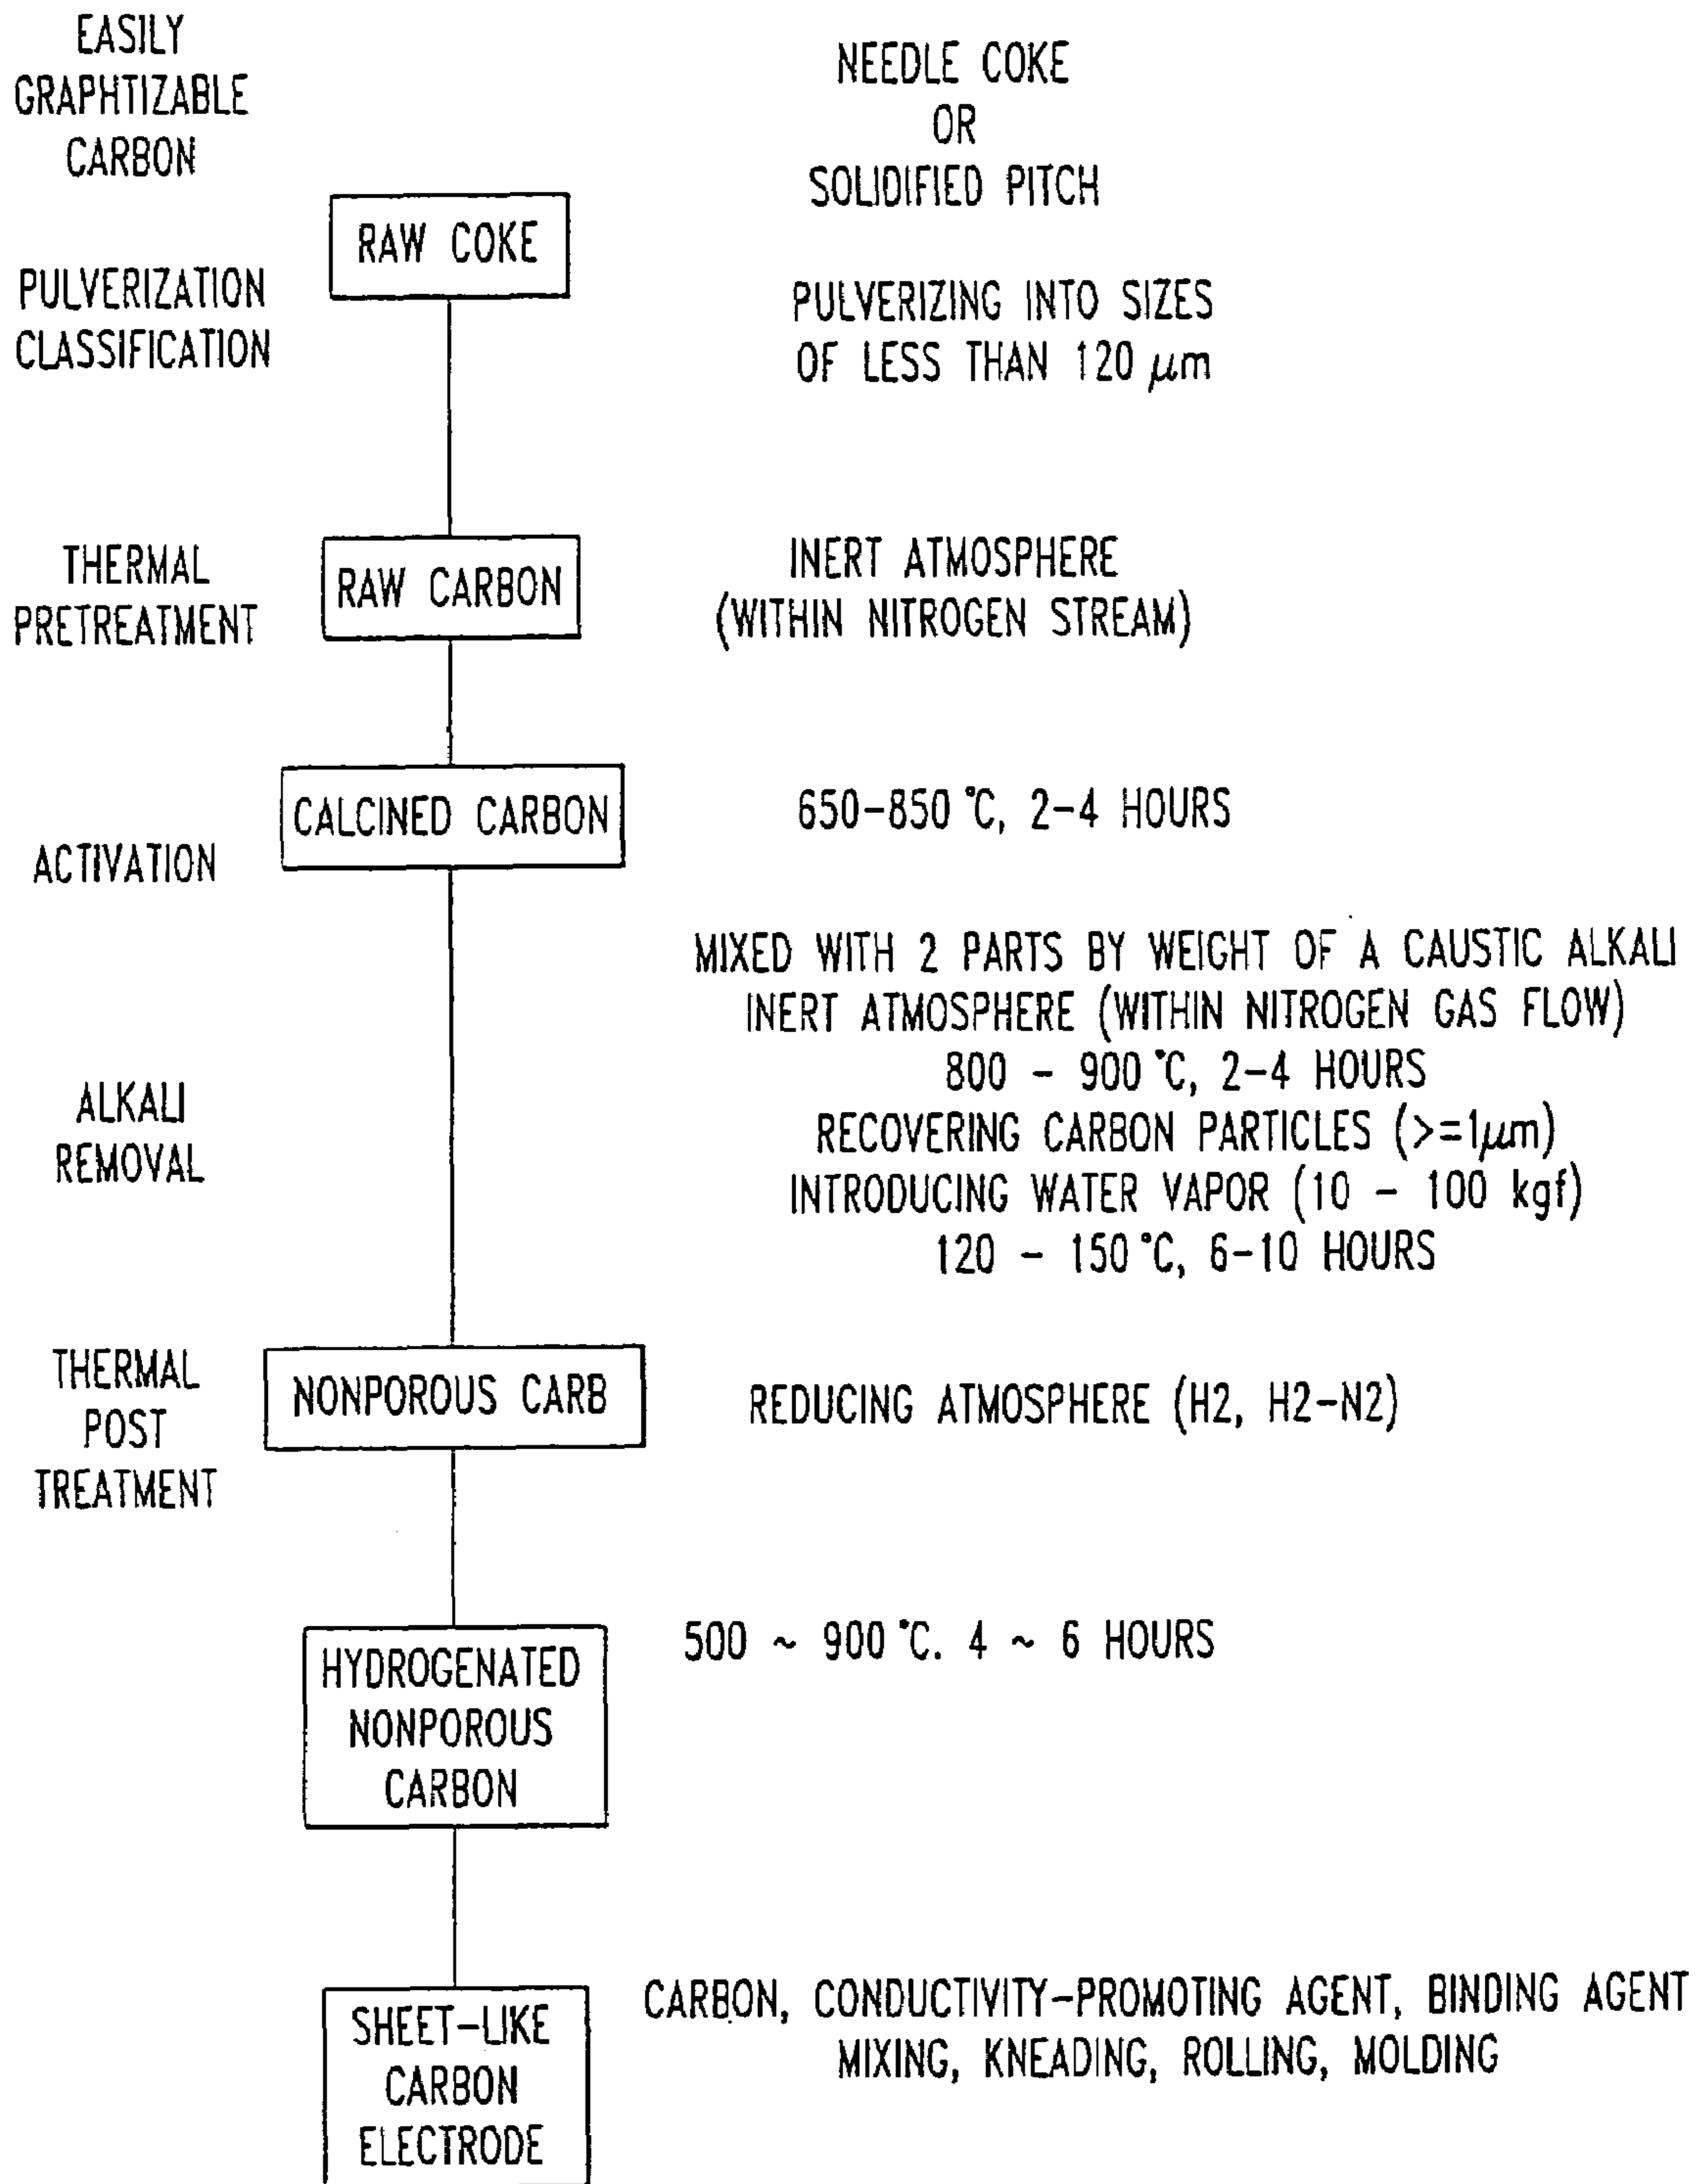 EASILY
GRAPHTIZABLE
CARBON
NEEDLE COKE
OR
SOLIDIFIED PITCH
RAW COKE
PULVERIZATION
CLASSIFICATION
PULVERIZING INTO SIZES
OF LESS THAN 120 μm
THERMAL
PRETREATMENT
RAW CARBON
INERT ATMOSPHERE
(WITHIN NITROGEN STREAM)
CALCINED CARBON
650-850 °C, 2-4 HOURS
ACTIVATION
MIXED WITH 2 PARTS BY WEIGHT OF A CAUSTIC ALKALI
INERT ATMOSPHERE (WITHIN NITROGEN GAS FLOW)
800 - 900 °C, 2-4 HOURS
ALKALI
REMOVAL
RECOVERING CARBON PARTICLES (>=1μm)
INTRODUCING WATER VAPOR (10 - 100 kgf)
120 - 150 °C, 6-10 HOURS
THERMAL
POST
TREATMENT
NONPOROUS CARB
REDUCING ATMOSPHERE (H2, H2-N2)
HYDROGENATED
NONPOROUS
CARBON
500 ~ 900 °C. 4 ~ 6 HOURS
SHEET-LIKE
CARBON
ELECTRODE
CARBON, CONDUCTIVITY-PROMOTING AGENT, BINDING AGENT
MIXING, KNEADING, ROLLING, MOLDING